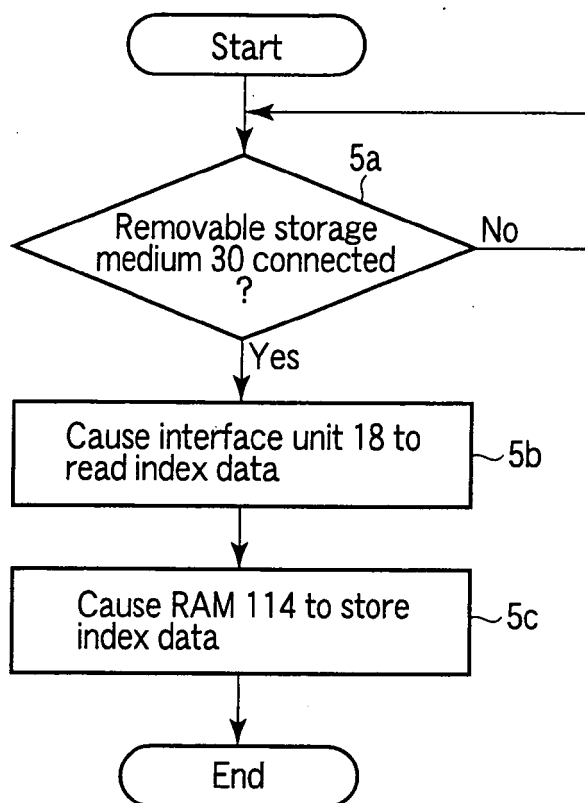 Start
5a
Removable storage
medium 30 connected
?
No
Yes
Cause interface unit 18 to
read index data
5b
Cause RAM 114 to store
index data
5c
End